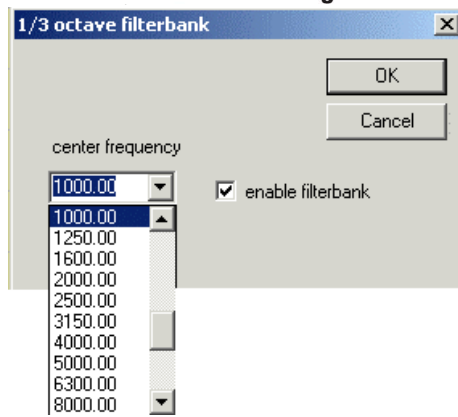 1/3 octave filterbank
OK
Cancel
center frequency
1000.00
enable filterbank
1000.00
1250.00
1600.00
2000.00
2500.00
3150.00
4000.00
5000.00
6300.00
8000.00